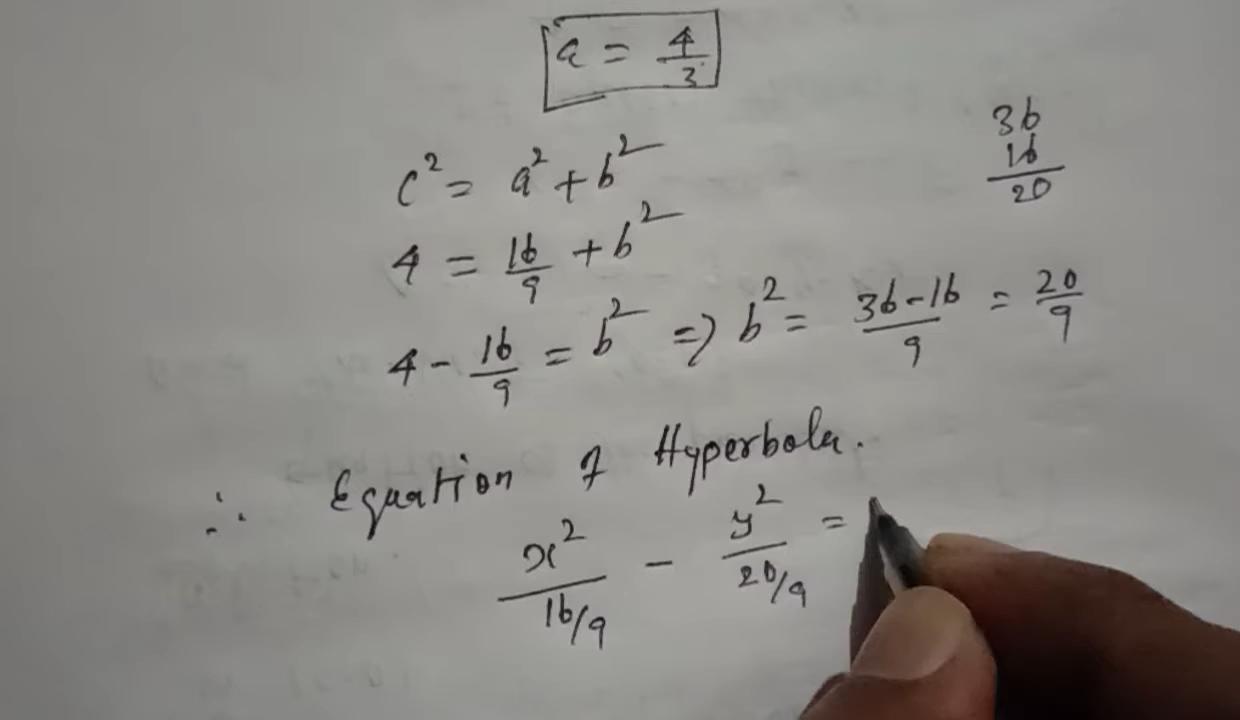 a = 4/3
36
16
20
c² = a² + b²
4 = 16/9 + b²
4 - 16/9 = b² => b² = 36-16/9 = 20/9
∴ Equation of Hyperbola.
x²/16/9 - y²/20/9 =